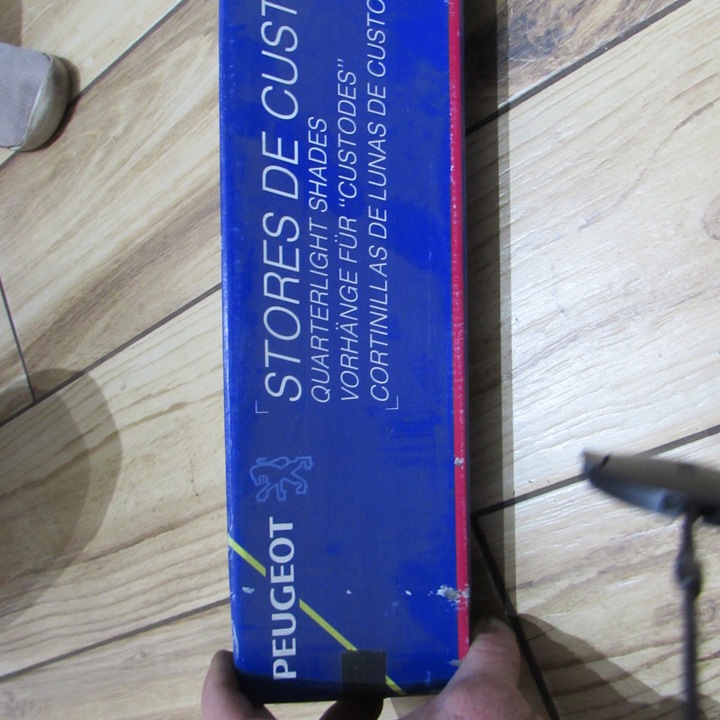 STORES DE CUST
QUARTERLIGHT SHADES
VORHÄNGE FÜR "CUSTODES"
CORTINILLAS DE LUNAS DE CUSTO
PEUGEOT